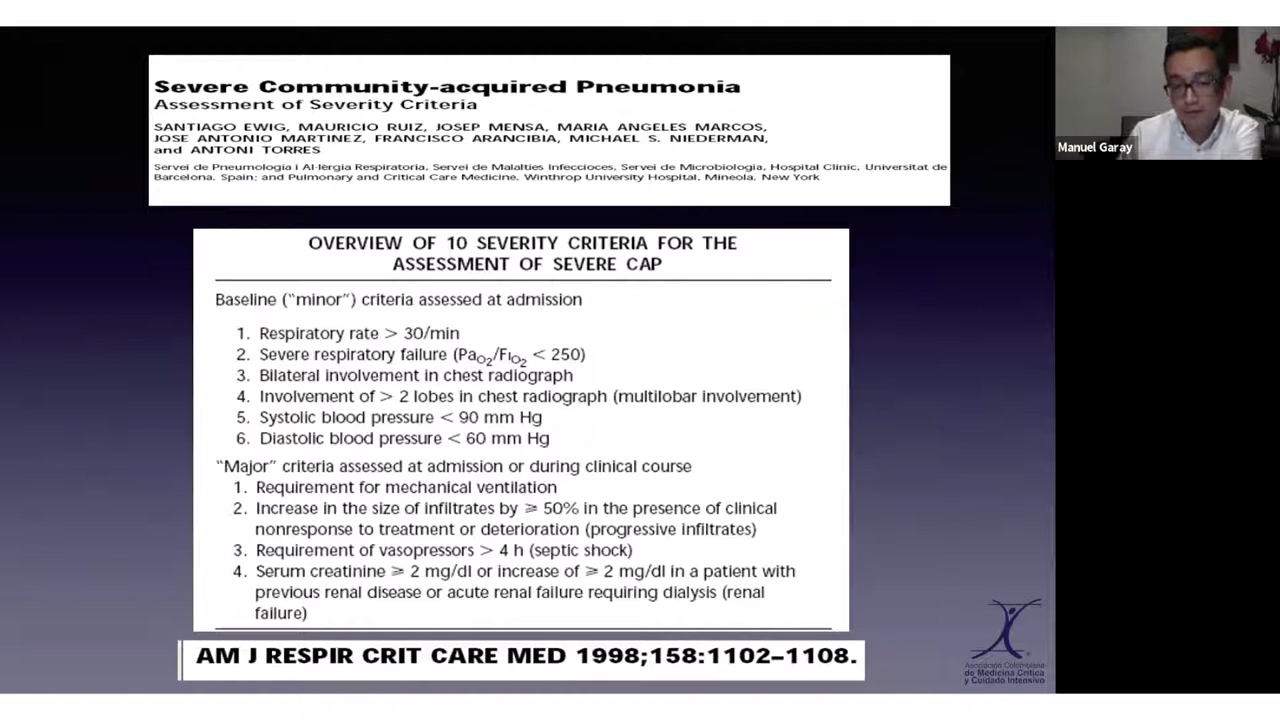 Severe Community-acquired Pneumonia
Assessment of Severity Criteria
SANTIAGO EWIG, MAURICIO RUIZ, JOSEP MENSA, MARIA ANGELES MARCOS,
JOSE ANTONIO MARTINEZ, FRANCISCO ARANCIBIA, MICHAEL S. NIEDERMAN,
and ANTONI TORRES
Servei de Pneumologia i Al·lèrgia Respiratoria, Servei de Malalties Infeccioces, Servei de Microbiologia, Hospital Clinic, Universitat de
Barcelona, Spain; and Pulmonary and Critical Care Medicine, Winthrop University Hospital, Mineola, New York
Manuel Garay
OVERVIEW OF 10 SEVERITY CRITERIA FOR THE
ASSESSMENT OF SEVERE CAP
Baseline (“minor”) criteria assessed at admission
1. Respiratory rate > 30/min
2. Severe respiratory failure (PaO2/FIO2 < 250)
3. Bilateral involvement in chest radiograph
4. Involvement of > 2 lobes in chest radiograph (multilobar involvement)
5. Systolic blood pressure < 90 mm Hg
6. Diastolic blood pressure < 60 mm Hg
“Major” criteria assessed at admission or during clinical course
1. Requirement for mechanical ventilation
2. Increase in the size of infiltrates by ≥ 50% in the presence of clinical
nonresponse to treatment or deterioration (progressive infiltrates)
3. Requirement of vasopressors > 4 h (septic shock)
4. Serum creatinine ≥ 2 mg/dl or increase of ≥ 2 mg/dl in a patient with
previous renal disease or acute renal failure requiring dialysis (renal
failure)
AM J RESPIR CRIT CARE MED 1998;158:1102–1108.
Asociación Colombiana
de Medicina Crítica
y Cuidado Intensivo